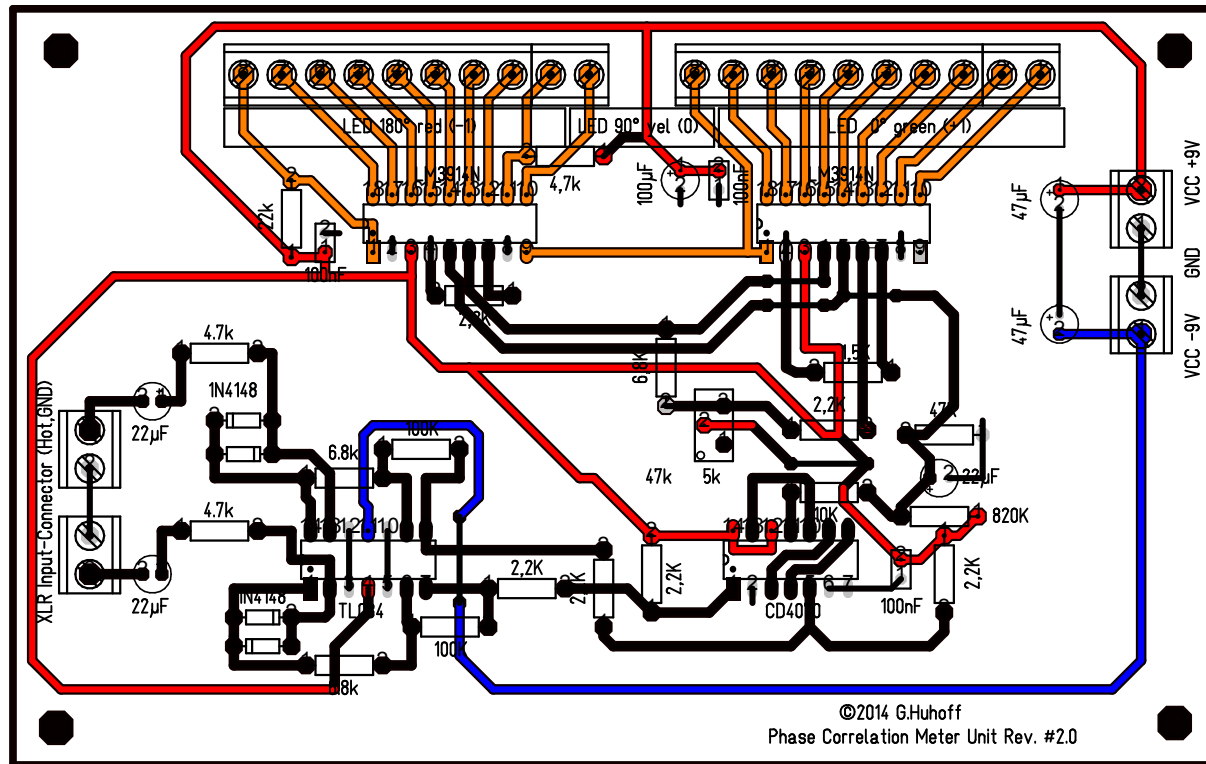 LED 180° red (-1)
LED 90° yel (0)
LED 0° green (+1)
M3914N
M3914N
4,7k
100µF
100nF
22k
100nF
47µF
47µF
VCC +9V
GND
VCC -9V
2,2K
6,8K
1,5K
2,2K
47K
4.7k
1N4148
22µF
6.8k
100K
47k
5k
10K
22µF
820K
XLR Input-Connector (Hot,GND)
4.7k
22µF
1N4148
TL084
2,2K
2,2K
2,2K
CD4070
100nF
2,2K
100K
6.8k
©2014 G.Huhoff
Phase Correlation Meter Unit Rev. #2.0